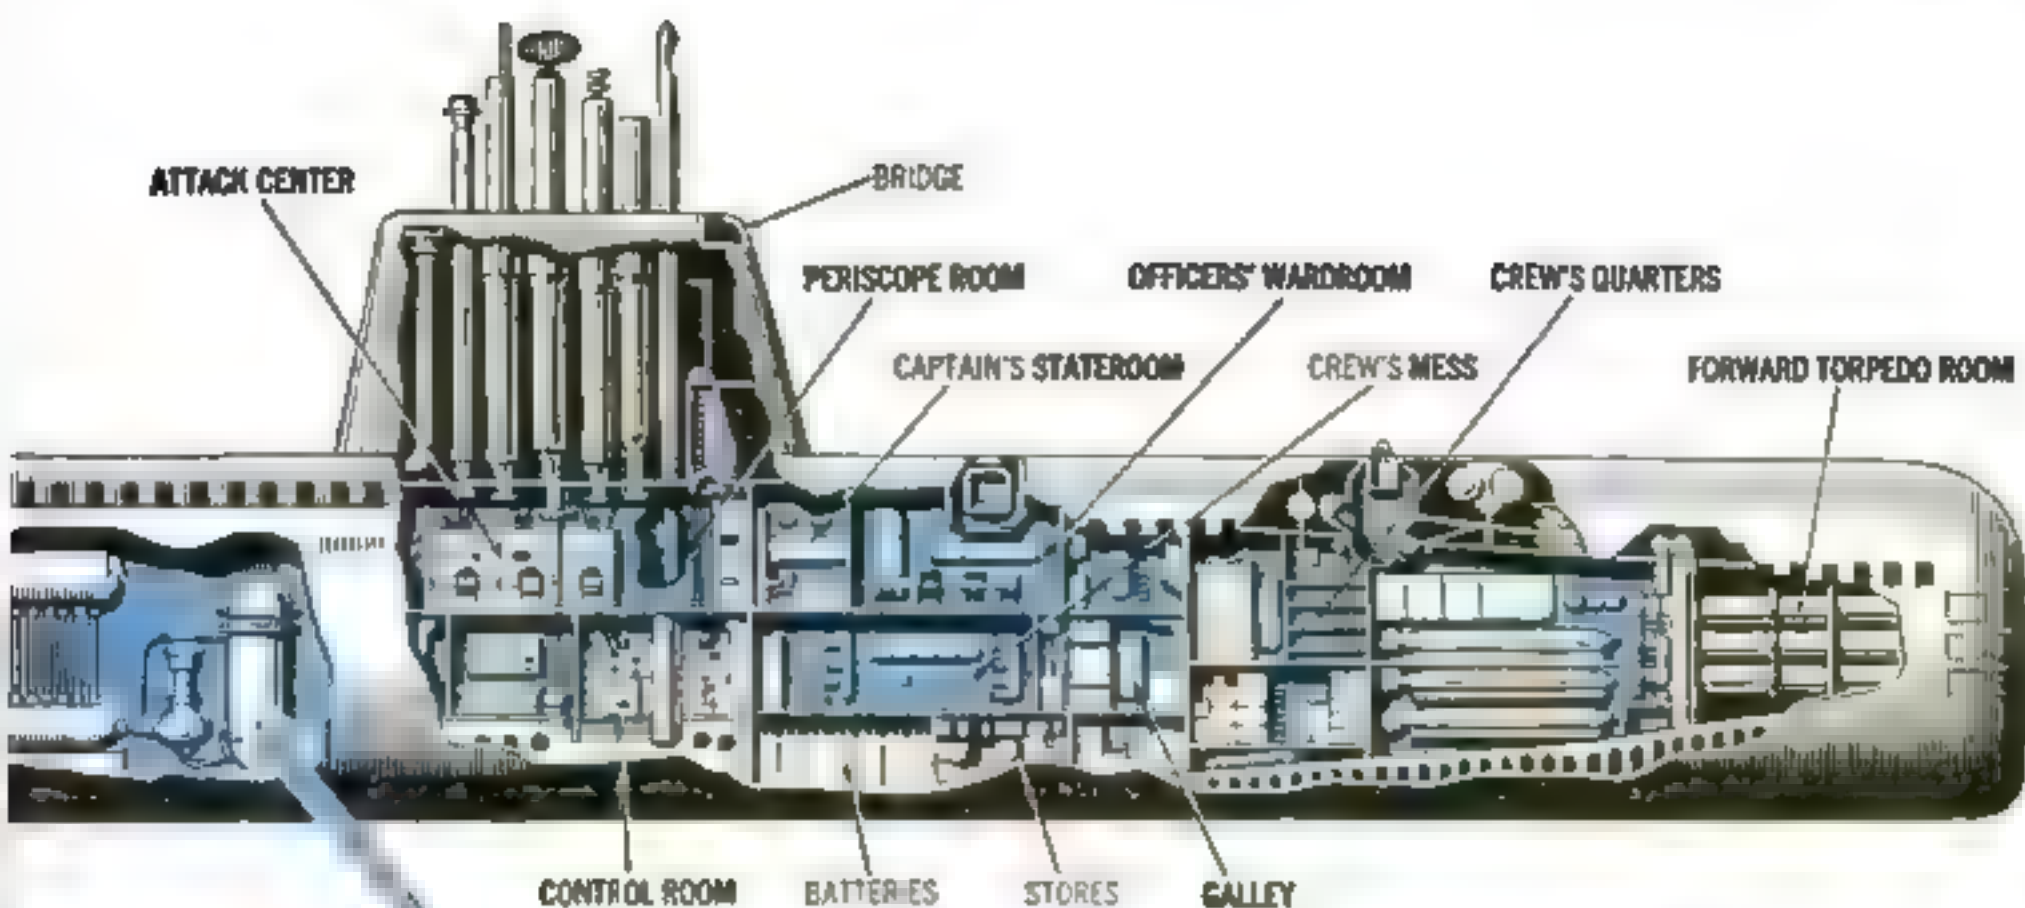 ATTACK CENTER
BRIDGE
PERISCOPE ROOM
OFFICERS' WARDROOM
CREW'S QUARTERS
CAPTAIN'S STATEROOM
CREW'S MESS
FORWARD TORPEDO ROOM
CONTROL ROOM
BATTERIES
STORES
GALLEY